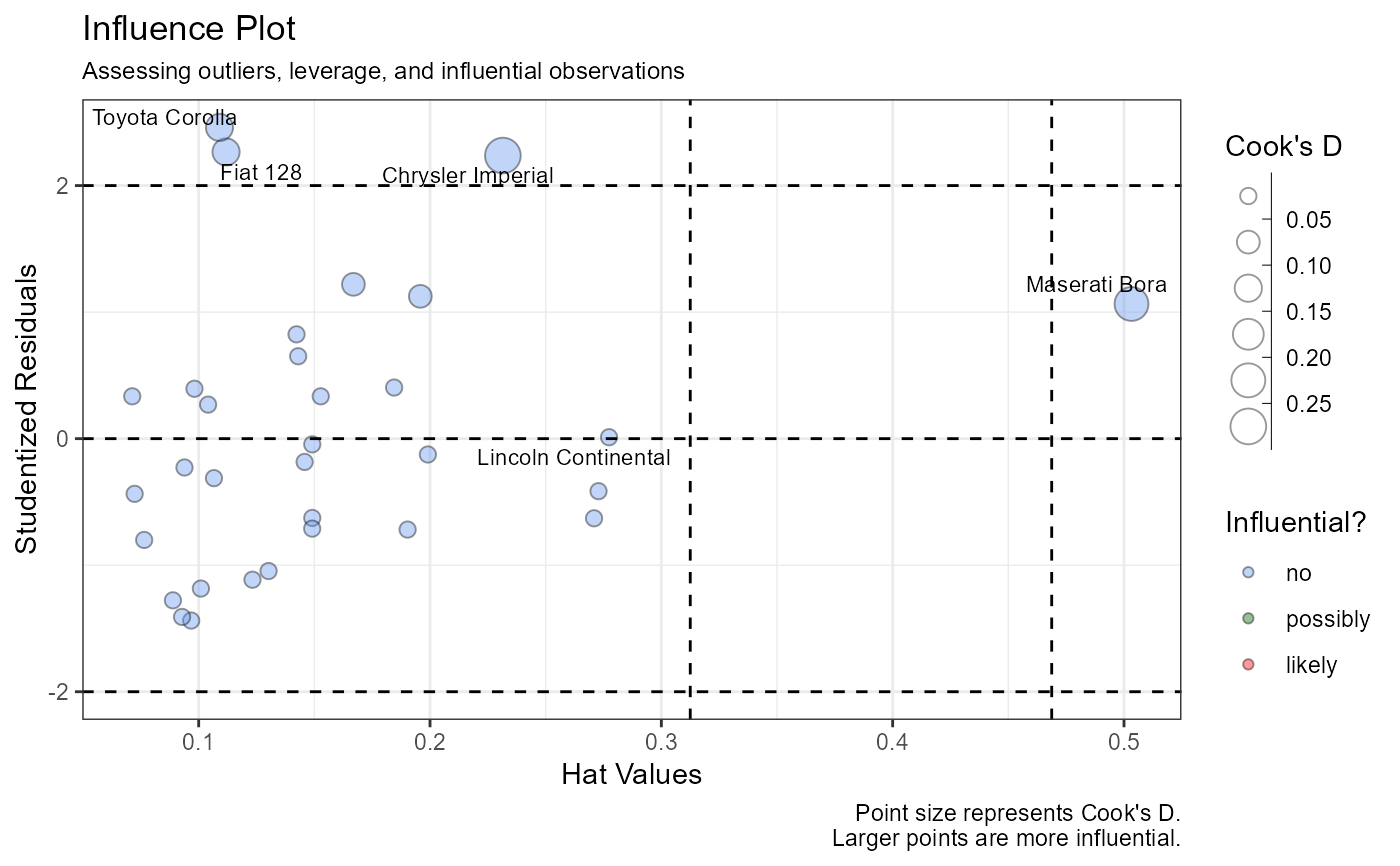 Influence Plot
Assessing outliers, leverage, and influential observations
Toyota Corolla
Fiat 128
Chrysler Imperial
Maserati Bora
Lincoln Continental
2
0
-2
Studentized Residuals
0.1
0.2
0.3
0.4
0.5
Hat Values
Cook's D
0.05
0.10
0.15
0.20
0.25
Influential?
no
possibly
likely
Point size represents Cook's D.
Larger points are more influential.